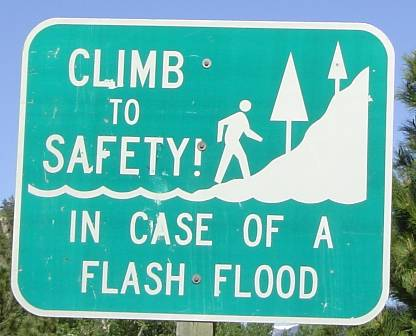 CLIMB
TO
SAFETY!
IN CASE OF A
FLASH FLOOD